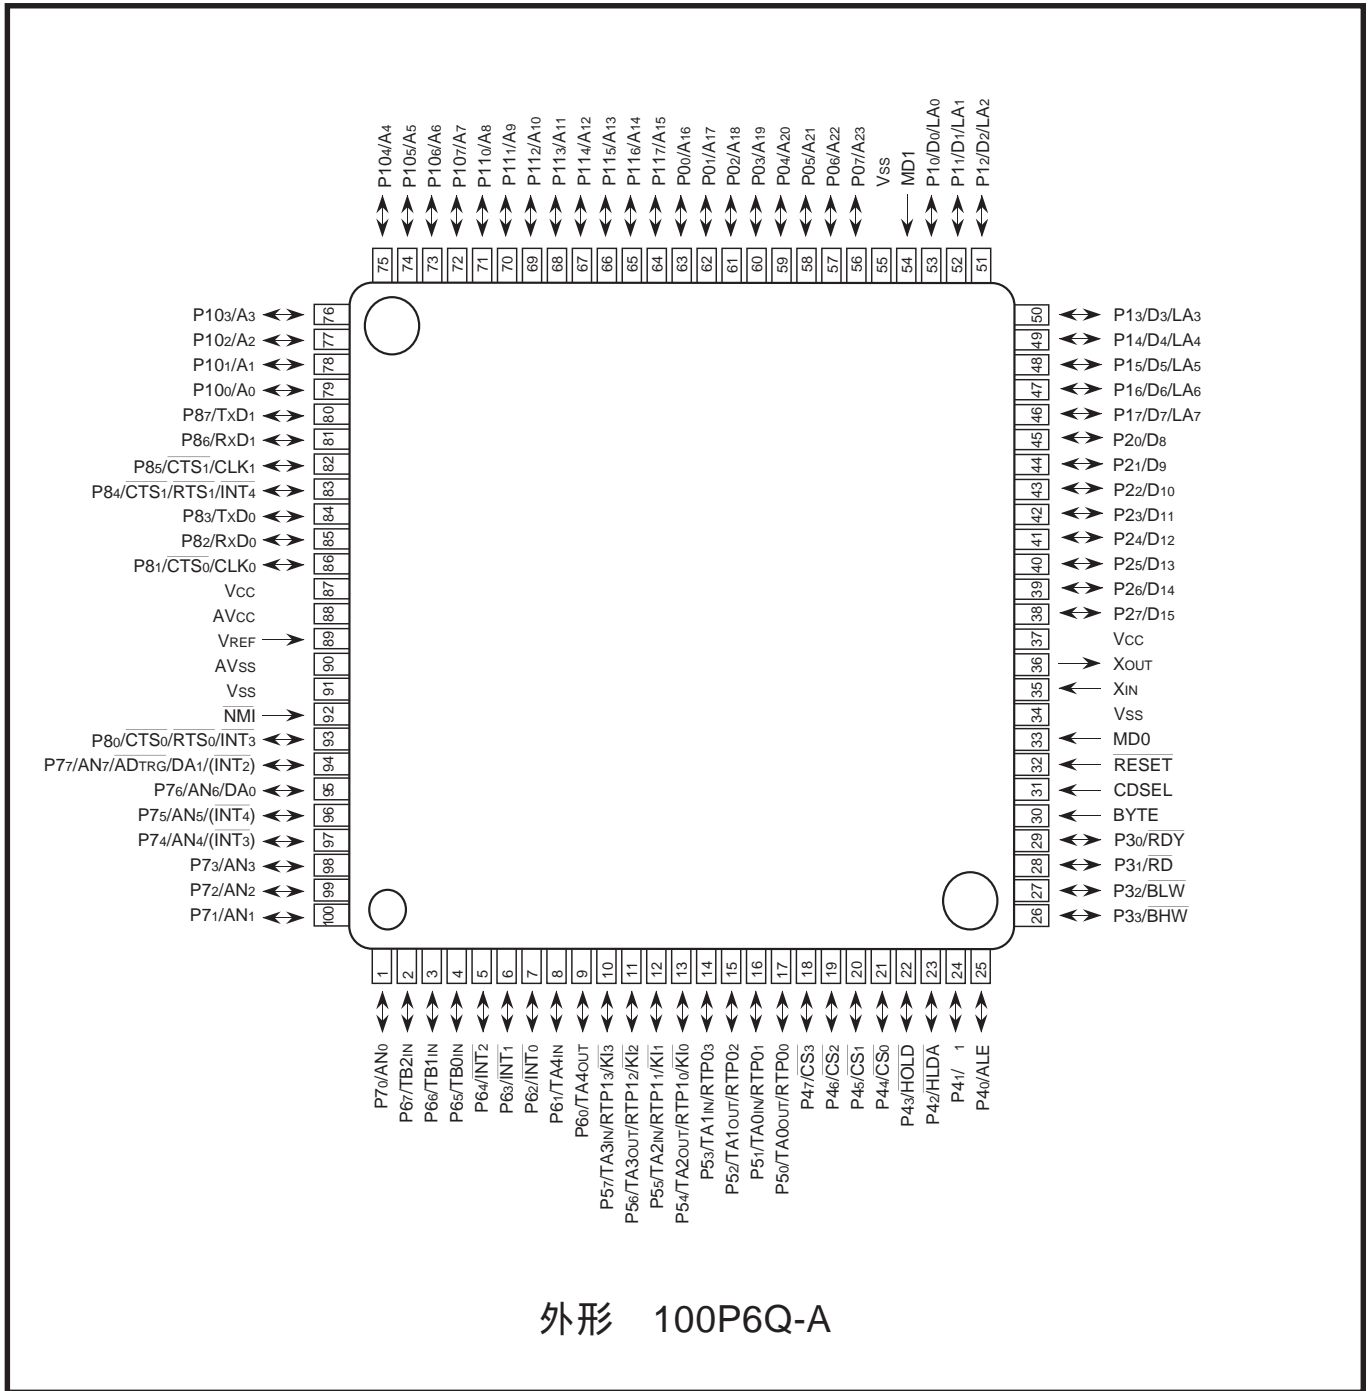 P104/A4
P105/A5
P106/A6
P107/A7
P110/A8
P111/A9
P112/A10
P113/A11
P114/A12
P115/A13
P116/A14
P117/A15
P00/A16
P01/A17
P02/A18
P03/A19
P04/A20
P05/A21
P06/A22
P07/A23
Vss
MD1
P10/D0/LA0
P11/D1/LA1
P12/D2/LA2
75 74 73 72 71 70 69 68 67 66 65 64 63 62 61 60 59 58 57 56 55 54 53 52 51
P103/A3 76
P102/A2 77
P101/A1 78
P100/A0 79
P87/TxD1 80
P86/RxD1 81
P85/CTS1/CLK1 82
P84/CTS1/RTS1/INT4 83
P83/TxD0 84
P82/RxD0 85
P81/CTS0/CLK0 86
Vcc 87
AVcc 88
VREF 89
AVss 90
Vss 91
NMI 92
P80/CTS0/RTS0/INT3 93
P77/AN7/ADTRG/DA1/(INT2) 94
P76/AN6/DA0 95
P75/AN5/(INT4) 96
P74/AN4/(INT3) 97
P73/AN3 98
P72/AN2 99
P71/AN1 100
50 P13/D3/LA3
49 P14/D4/LA4
48 P15/D5/LA5
47 P16/D6/LA6
46 P17/D7/LA7
45 P20/D8
44 P21/D9
43 P22/D10
42 P23/D11
41 P24/D12
40 P25/D13
39 P26/D14
38 P27/D15
37 Vcc
36 XOUT
35 XIN
34 Vss
33 MD0
32 RESET
31 CDSEL
30 BYTE
29 P30/RDY
28 P31/RD
27 P32/BLW
26 P33/BHW
1 2 3 4 5 6 7 8 9 10 11 12 13 14 15 16 17 18 19 20 21 22 23 24 25
P70/AN0
P67/TB2IN
P66/TB1IN
P65/TB0IN
P64/INT2
P63/INT1
P62/INT0
P61/TA4IN
P60/TA4OUT
P57/TA3IN/RTP13/KI3
P56/TA3OUT/RTP12/KI2
P55/TA2IN/RTP11/KI1
P54/TA2OUT/RTP10/KI0
P53/TA1IN/RTP03
P52/TA1OUT/RTP02
P51/TA0IN/RTP01
P50/TA0OUT/RTP00
P47/CS3
P46/CS2
P45/CS1
P44/CS0
P43/HOLD
P42/HLDA
P41/ 1
P40/ALE
外形 100P6Q-A